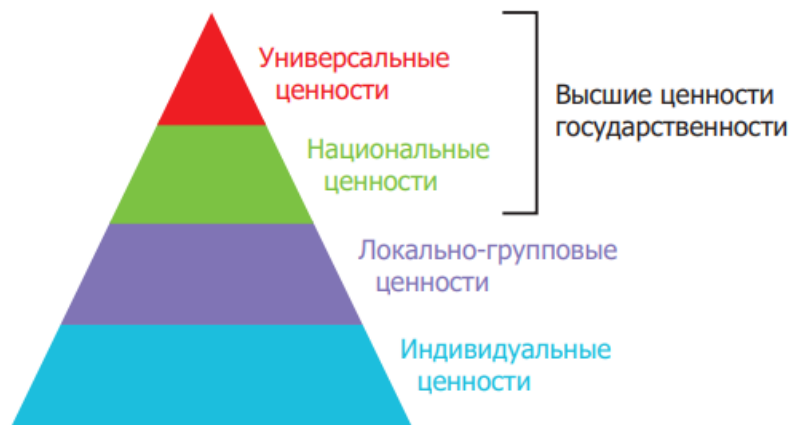 Универсальные
ценности
Высшие ценности
государственности
Национальные
ценности
Локально-групповые
ценности
Индивидуальные
ценности